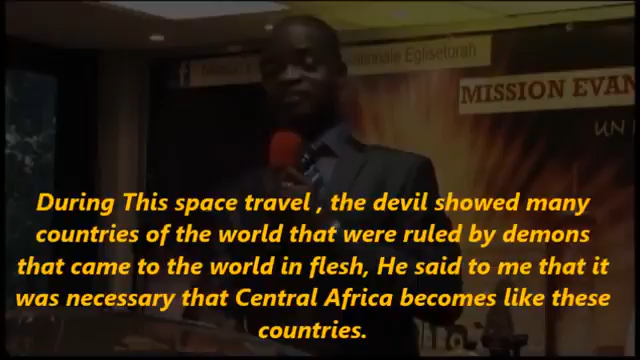 Eglisetorah
MISSION EVAN
UN
During This space travel , the devil showed many
countries of the world that were ruled by demons
that came to the world in flesh, He said to me that it
was necessary that Central Africa becomes like these
countries.